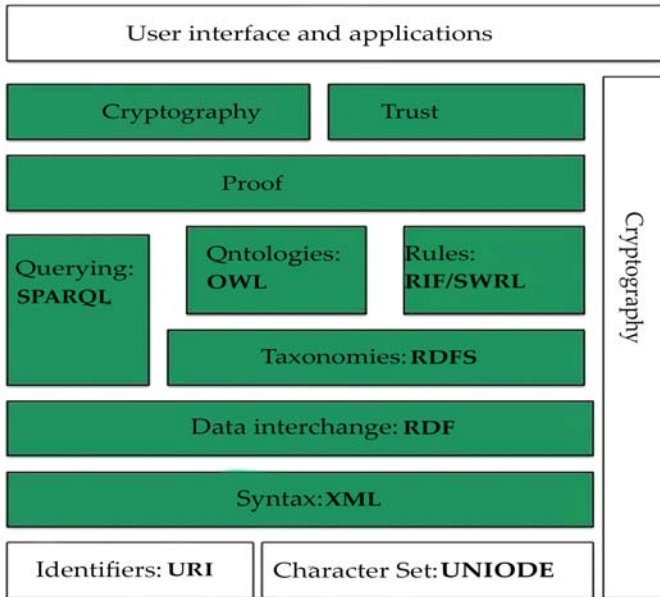 User interface and applications
Cryptography
Trust
Proof
Querying:
SPARQL
Qntologies:
OWL
Rules:
RIF/SWRL
Taxonomies: RDFS
Data interchange: RDF
Syntax: XML
Identifiers: URI
Character Set: UNIODE
Cryptography